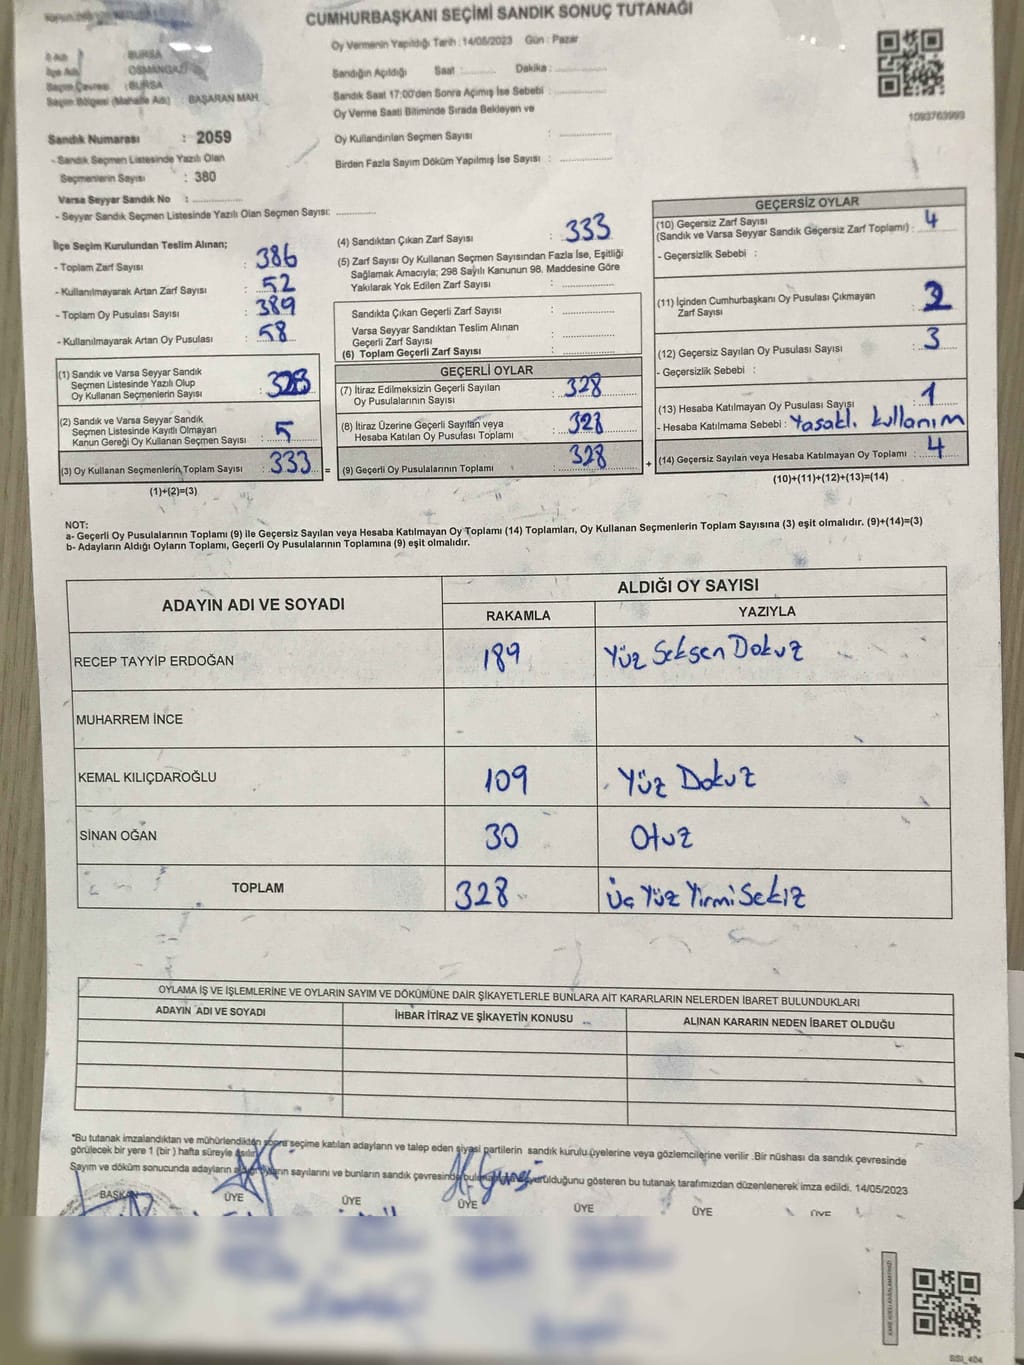 CUMHURBAŞKANI SEÇİMİ SANDIK SONUÇ TUTANAĞI
Oy Vermenin Yapıldığı Tarih : 14/05/2023 Gün : Pazar
İl Adı : BURSA
İlçe Adı : OSMANGAZİ
Seçim Çevresi : BURSA
Seçim Bölgesi (Mahalle Adı) : BAŞARAN MAH.
Sandığın Açıldığı Saat : ........... Dakika : ...............
Sandık Saat 17:00'den Sonra Açımış İse Sebebi : ...............
Oy Verme Saati Bitiminde Sırada Bekleyen ve
Oy Kullandırılan Seçmen Sayısı : ...............
Birden Fazla Sayım Döküm Yapılmış İse Sayısı : ...............
1093763993
Sandık Numarası : 2059
- Sandık Seçmen Listesinde Yazılı Olan
Seçmenlerin Sayısı : 380
Varsa Seyyar Sandık No : ...............
- Seyyar Sandık Seçmen Listesinde Yazılı Olan Seçmen Sayısı: ...............
İlçe Seçim Kurulundan Teslim Alınan;
- Toplam Zarf Sayısı : 386
- Kullanılmayarak Artan Zarf Sayısı : 52
- Toplam Oy Pusulası Sayısı : 389
- Kullanılmayarak Artan Oy Pusulası : 58
(1) Sandık ve Varsa Seyyar Sandık
Seçmen Listesinde Yazılı Olup
Oy Kullanan Seçmenlerin Sayısı : 328
(2) Sandık ve Varsa Seyyar Sandık
Seçmen Listesinde Kayıtlı Olmayan
Kanun Gereği Oy Kullanan Seçmen Sayısı : 5
(3) Oy Kullanan Seçmenlerin Toplam Sayısı : 333 =
(1)+(2)=(3)
(4) Sandıktan Çıkan Zarf Sayısı : 333
(5) Zarf Sayısı Oy Kullanan Seçmen Sayısından Fazla İse, Eşitliği
Sağlamak Amacıyla; 298 Sayılı Kanunun 98. Maddesine Göre
Yakılarak Yok Edilen Zarf Sayısı : ...............
Sandıkta Çıkan Geçerli Zarf Sayısı : ...............
Varsa Seyyar Sandıktan Teslim Alınan
Geçerli Zarf Sayısı : ...............
(6) Toplam Geçerli Zarf Sayısı : ...............
GEÇERLİ OYLAR
(7) İtiraz Edilmeksizin Geçerli Sayılan
Oy Pusulalarının Sayısı : 328
(8) İtiraz Üzerine Geçerli Sayılan veya
Hesaba Katılan Oy Pusulası Toplamı : 328
(9) Geçerli Oy Pusulalarının Toplamı : 328 +
GEÇERSİZ OYLAR
(10) Geçersiz Zarf Sayısı
(Sandık ve Varsa Seyyar Sandık Geçersiz Zarf Toplamı) : 4
- Geçersizlik Sebebi :
(11) İçinden Cumhurbaşkanı Oy Pusulası Çıkmayan
Zarf Sayısı :
(12) Geçersiz Sayılan Oy Pusulası Sayısı : 3
- Geçersizlik Sebebi :
(13) Hesaba Katılmayan Oy Pusulası Sayısı : 1
- Hesaba Katılmama Sebebi : Yasaklı kullanım
(14) Geçersiz Sayılan veya Hesaba Katılmayan Oy Toplamı : 4
(10)+(11)+(12)+(13)=(14)
NOT:
a- Geçerli Oy Pusulalarının Toplamı (9) ile Geçersiz Sayılan veya Hesaba Katılmayan Oy Toplamı (14) Toplamları, Oy Kullanan Seçmenlerin Toplam Sayısına (3) eşit olmalıdır. (9)+(14)=(3)
b- Adayların Aldığı Oyların Toplamı, Geçerli Oy Pusulalarının Toplamına (9) eşit olmalıdır.
ADAYIN ADI VE SOYADI ALDIĞI OY SAYISI
RAKAMLA YAZIYLA
RECEP TAYYİP ERDOĞAN 189 Yüz Seksen Dokuz
MUHARREM İNCE
KEMAL KILIÇDAROĞLU 109 Yüz Dokuz
SİNAN OĞAN 30 Otuz
TOPLAM 328 Üç Yüz Yirmi Sekiz
OYLAMA İŞ VE İŞLEMLERİNE VE OYLARIN SAYIM VE DÖKÜMÜNE DAİR ŞİKAYETLERLE BUNLARA AİT KARARLARIN NELERDEN İBARET BULUNDUKLARI
ADAYIN ADI VE SOYADI İHBAR İTİRAZ VE ŞİKAYETİN KONUSU ALINAN KARARIN NEDEN İBARET OLDUĞU
*Bu tutanak imzalandıktan ve mühürlendikten sonra seçime katılan adayların ve talep eden siyasi partilerin sandık kurulu üyelerine veya gözlemcilerine verilir .Bir nüshası da sandık çevresinde
görülecek bir yere 1 (bir) hafta süreyle asılır.
Sayım ve döküm sonucunda adayların aldığı oyların sayılarını ve bunların sandık çevresinde olduğunu gösteren bu tutanak tarafımızdan düzenlenerek imza edildi. 14/05/2023
BAŞKAN ÜYE ÜYE ÜYE ÜYE ÜYE ÜYE
SSİ_404